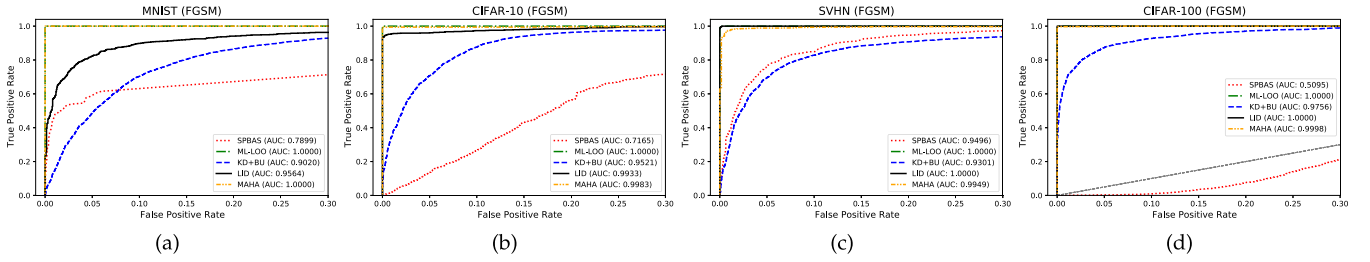 MNIST (FGSM)
True Positive Rate
1.0
0.8
0.6
0.4
0.2
0.0
SPBAS (AUC: 0.7899)
ML-LOO (AUC: 1.0000)
KD+BU (AUC: 0.9020)
LID (AUC: 0.9564)
MAHA (AUC: 1.0000)
0.00 0.05 0.10 0.15 0.20 0.25 0.30
False Positive Rate
(a)
CIFAR-10 (FGSM)
True Positive Rate
1.0
0.8
0.6
0.4
0.2
0.0
SPBAS (AUC: 0.7165)
ML-LOO (AUC: 1.0000)
KD+BU (AUC: 0.9521)
LID (AUC: 0.9933)
MAHA (AUC: 0.9983)
0.00 0.05 0.10 0.15 0.20 0.25 0.30
False Positive Rate
(b)
SVHN (FGSM)
True Positive Rate
1.0
0.8
0.6
0.4
0.2
0.0
SPBAS (AUC: 0.9496)
ML-LOO (AUC: 1.0000)
KD+BU (AUC: 0.9301)
LID (AUC: 1.0000)
MAHA (AUC: 0.9949)
0.00 0.05 0.10 0.15 0.20 0.25 0.30
False Positive Rate
(c)
CIFAR-100 (FGSM)
True Positive Rate
1.0
0.8
0.6
0.4
0.2
0.0
SPBAS (AUC: 0.5095)
ML-LOO (AUC: 1.0000)
KD+BU (AUC: 0.9756)
LID (AUC: 1.0000)
MAHA (AUC: 0.9998)
0.00 0.05 0.10 0.15 0.20 0.25 0.30
False Positive Rate
(d)